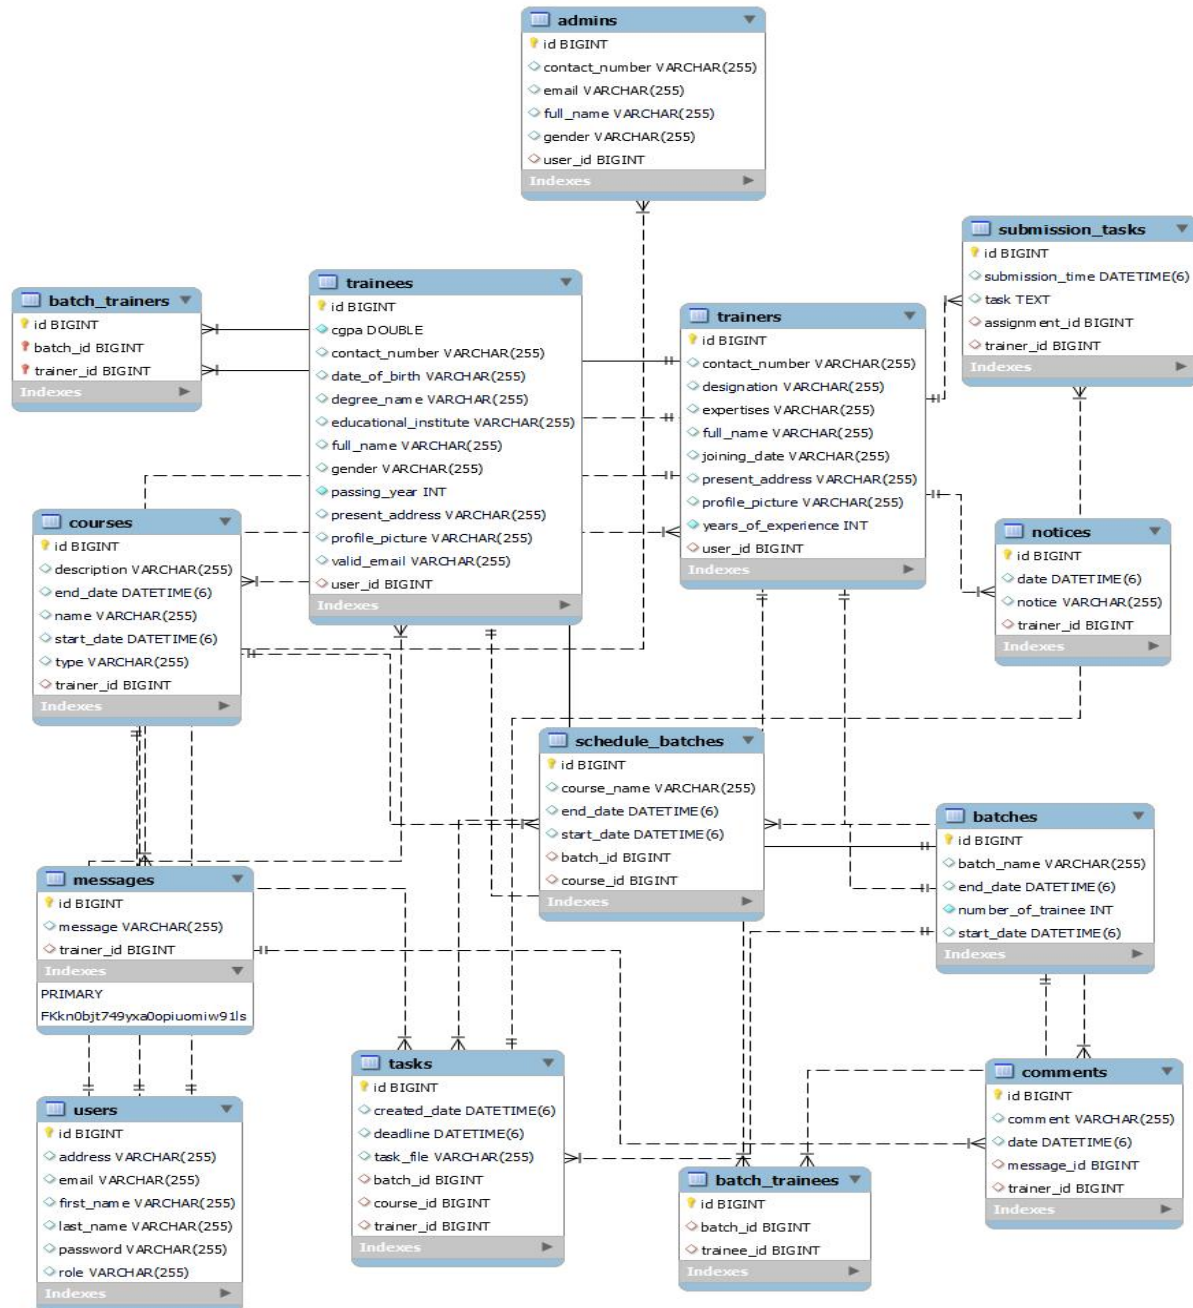 admins
id BIGINT
contact_number VARCHAR(255)
email VARCHAR(255)
full_name VARCHAR(255)
gender VARCHAR(255)
user_id BIGINT
Indexes
submission_tasks
id BIGINT
submission_time DATETIME(6)
task TEXT
assignment_id BIGINT
trainer_id BIGINT
Indexes
batch_trainers
id BIGINT
batch_id BIGINT
trainer_id BIGINT
Indexes
trainees
id BIGINT
cgpa DOUBLE
contact_number VARCHAR(255)
date_of_birth VARCHAR(255)
degree_name VARCHAR(255)
educational_institute VARCHAR(255)
full_name VARCHAR(255)
gender VARCHAR(255)
passing_year INT
present_address VARCHAR(255)
profile_picture VARCHAR(255)
valid_email VARCHAR(255)
user_id BIGINT
Indexes
trainers
id BIGINT
contact_number VARCHAR(255)
designation VARCHAR(255)
expertises VARCHAR(255)
full_name VARCHAR(255)
joining_date VARCHAR(255)
present_address VARCHAR(255)
profile_picture VARCHAR(255)
years_of_experience INT
user_id BIGINT
Indexes
courses
id BIGINT
description VARCHAR(255)
end_date DATETIME(6)
name VARCHAR(255)
start_date DATETIME(6)
type VARCHAR(255)
trainer_id BIGINT
Indexes
notices
id BIGINT
date DATETIME(6)
notice VARCHAR(255)
trainer_id BIGINT
Indexes
schedule_batches
id BIGINT
course_name VARCHAR(255)
end_date DATETIME(6)
start_date DATETIME(6)
batch_id BIGINT
course_id BIGINT
Indexes
batches
id BIGINT
batch_name VARCHAR(255)
end_date DATETIME(6)
number_of_trainee INT
start_date DATETIME(6)
Indexes
messages
id BIGINT
message VARCHAR(255)
trainer_id BIGINT
Indexes
PRIMARY
FKkn0bjt749yxa0opiuomiw91ls
tasks
id BIGINT
created_date DATETIME(6)
deadline DATETIME(6)
task_file VARCHAR(255)
batch_id BIGINT
course_id BIGINT
trainer_id BIGINT
Indexes
comments
id BIGINT
comment VARCHAR(255)
date DATETIME(6)
message_id BIGINT
trainer_id BIGINT
Indexes
users
id BIGINT
address VARCHAR(255)
email VARCHAR(255)
first_name VARCHAR(255)
last_name VARCHAR(255)
password VARCHAR(255)
role VARCHAR(255)
Indexes
batch_trainees
id BIGINT
batch_id BIGINT
trainee_id BIGINT
Indexes